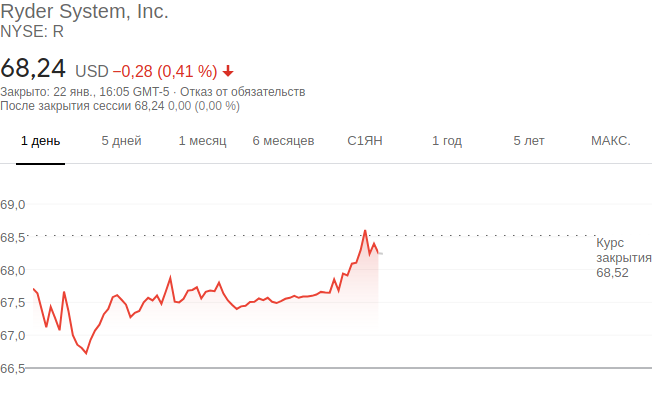 Ryder System, Inc.
NYSE: R
68,24 USD −0,28 (0,41 %)
Закрыто: 22 янв., 16:05 GMT-5 · Отказ от обязательств
После закрытия сессии 68,24 0,00 (0,00 %)
1 день 5 дней 1 месяц 6 месяцев С1ЯН 1 год 5 лет МАКС.
69,0
68,5
Курс
закрытия
68,52
68,0
67,5
67,0
66,5